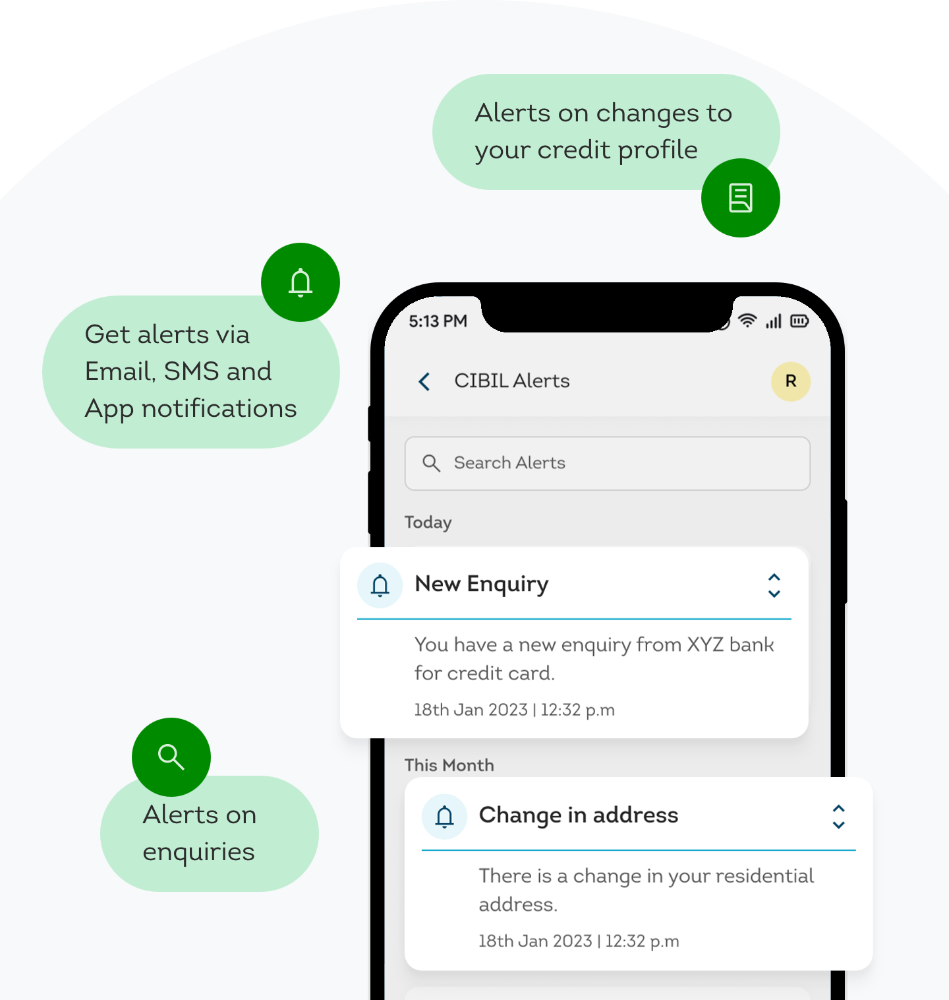 Alerts on changes to
your credit profile
Get alerts via
Email, SMS and
App notifications
5:13 PM
CIBIL Alerts
R
Search Alerts
Today
New Enquiry
You have a new enquiry from XYZ bank
for credit card.
18th Jan 2023 | 12:32 p.m
Alerts on
enquiries
This Month
Change in address
There is a change in your residential
address.
18th Jan 2023 | 12:32 p.m